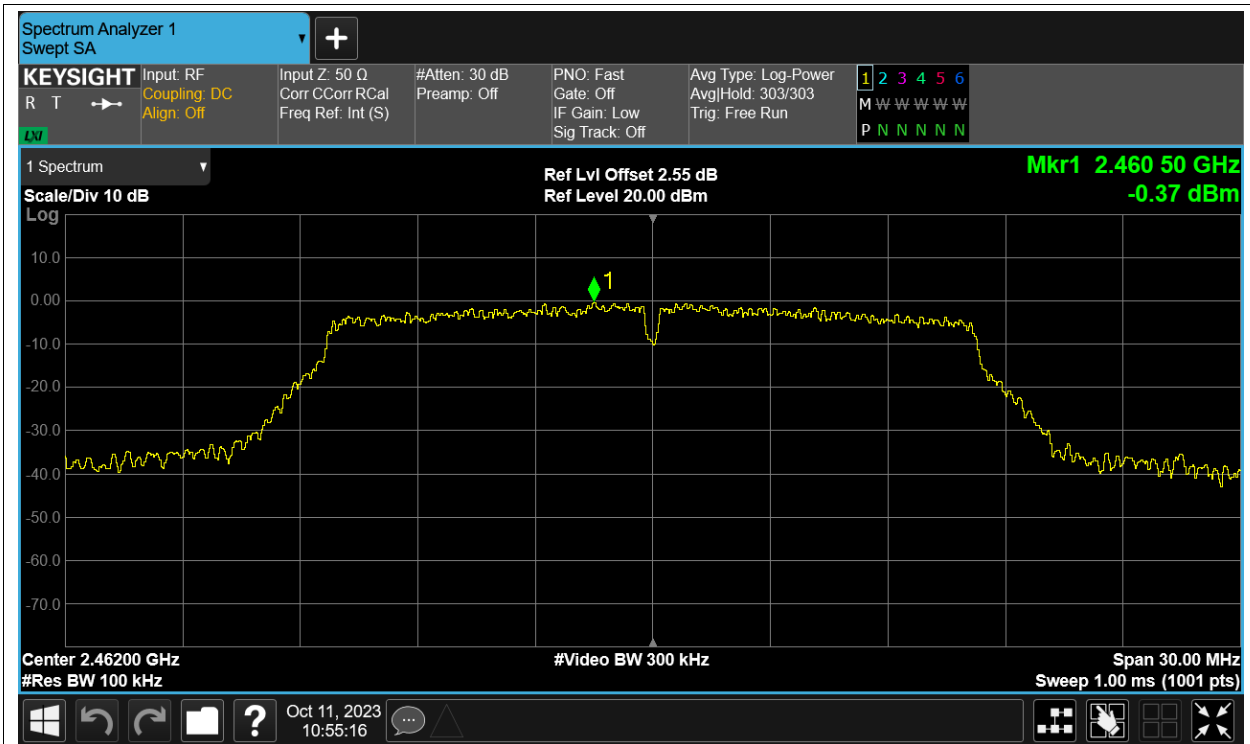 Spectrum Analyzer 1
Swept SA
+
KEYSIGHT
R T
LXI
Input: RF
Coupling: DC
Align: Off
Input Z: 50 Ω
Corr CCorr RCal
Freq Ref: Int (S)
#Atten: 30 dB
Preamp: Off
PNO: Fast
Gate: Off
IF Gain: Low
Sig Track: Off
Avg Type: Log-Power
Avg|Hold: 303/303
Trig: Free Run
1 2 3 4 5 6
M W W W W W
P N N N N N
1 Spectrum
Scale/Div 10 dB
Ref Lvl Offset 2.55 dB
Ref Level 20.00 dBm
Mkr1 2.460 50 GHz
-0.37 dBm
Log
10.0
0.00
-10.0
-20.0
-30.0
-40.0
-50.0
-60.0
-70.0
1
Center 2.46200 GHz
#Res BW 100 kHz
#Video BW 300 kHz
Span 30.00 MHz
Sweep 1.00 ms (1001 pts)
?
Oct 11, 2023
10:55:16